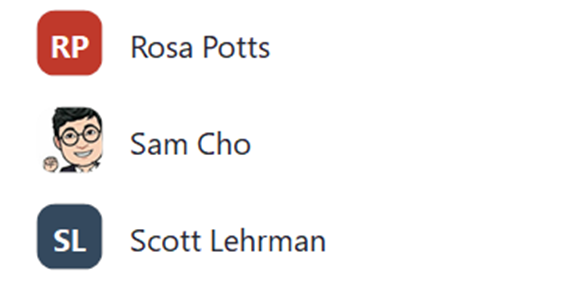 RP Rosa Potts
Sam Cho
SL Scott Lehrman